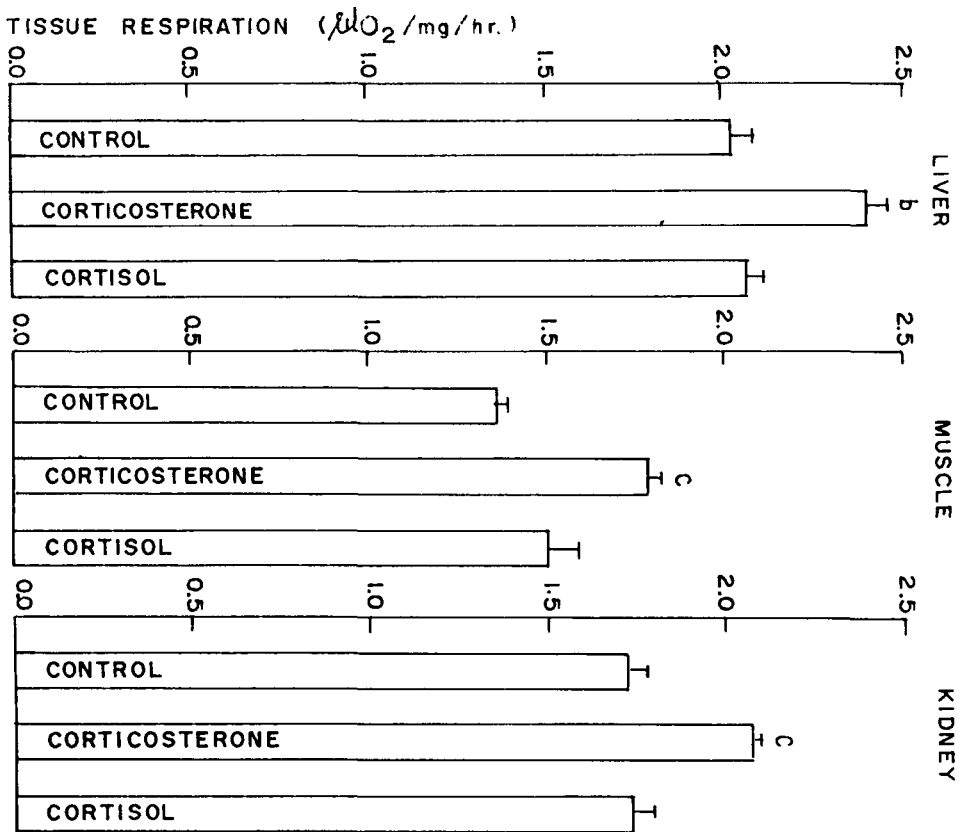 TISSUE RESPIRATION (µlO2/mg/hr.)
0.0 0.5 1.0 1.5 2.0 2.5
LIVER
CONTROL
CORTICOSTERONE b
CORTISOL
0.0 0.5 1.0 1.5 2.0 2.5
MUSCLE
CONTROL
CORTICOSTERONE C
CORTISOL
0.0 0.5 1.0 1.5 2.0 2.5
KIDNEY
CONTROL
CORTICOSTERONE C
CORTISOL